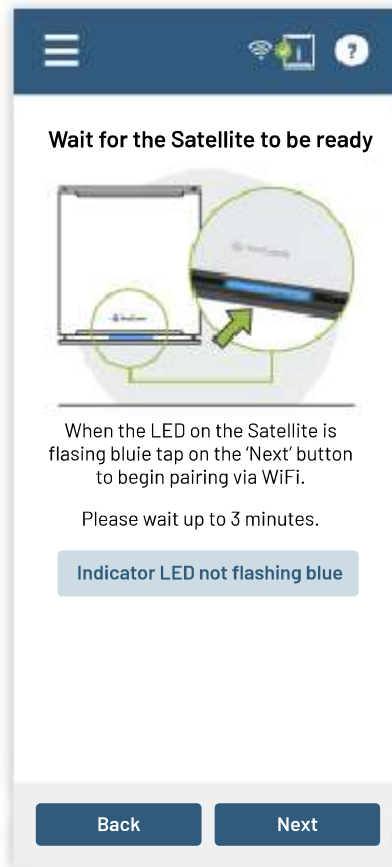 ?
Wait for the Satellite to be ready
When the LED on the Satellite is
flasing bluie tap on the ‘Next’ button
to begin pairing via WiFi.
Please wait up to 3 minutes.
Indicator LED not flashing blue
Back
Next